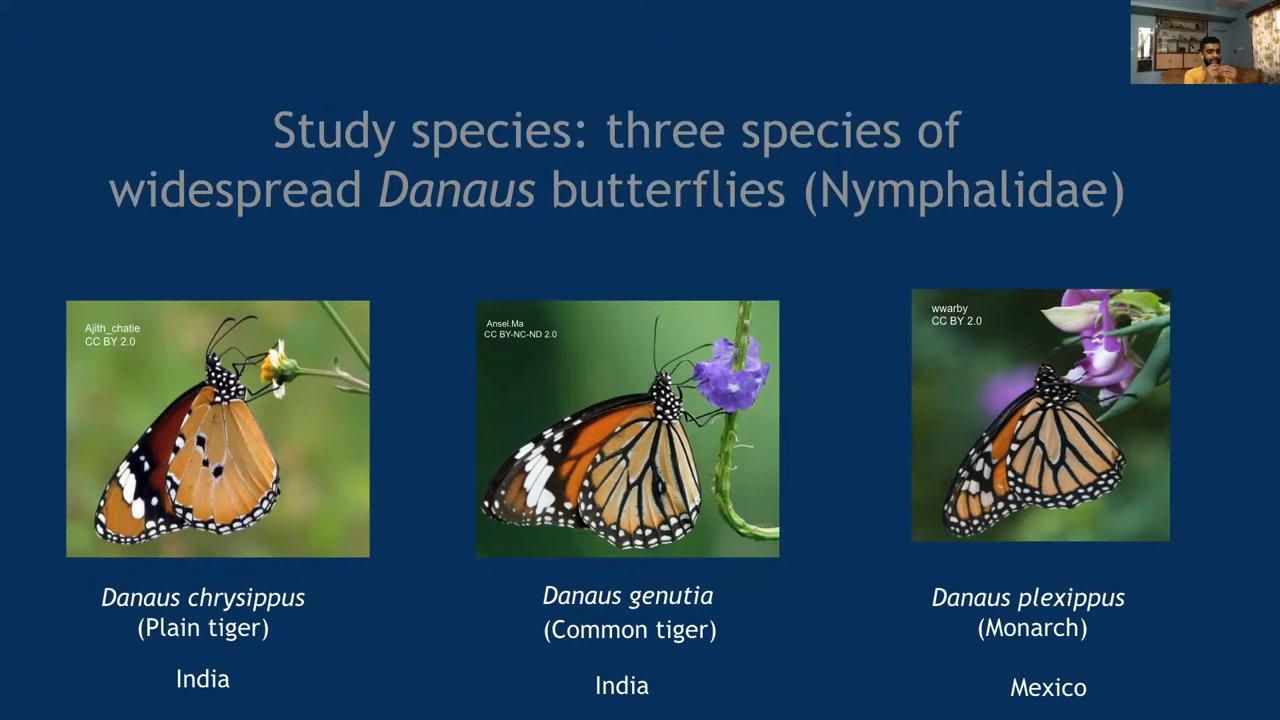 Study species: three species of
widespread Danaus butterflies (Nymphalidae)
Ajith_chatie
CC BY 2.0
Ansel.Ma
CC BY-NC-ND 2.0
wwarby
CC BY 2.0
Danaus chrysippus
(Plain tiger)
India
Danaus genutia
(Common tiger)
India
Danaus plexippus
(Monarch)
Mexico